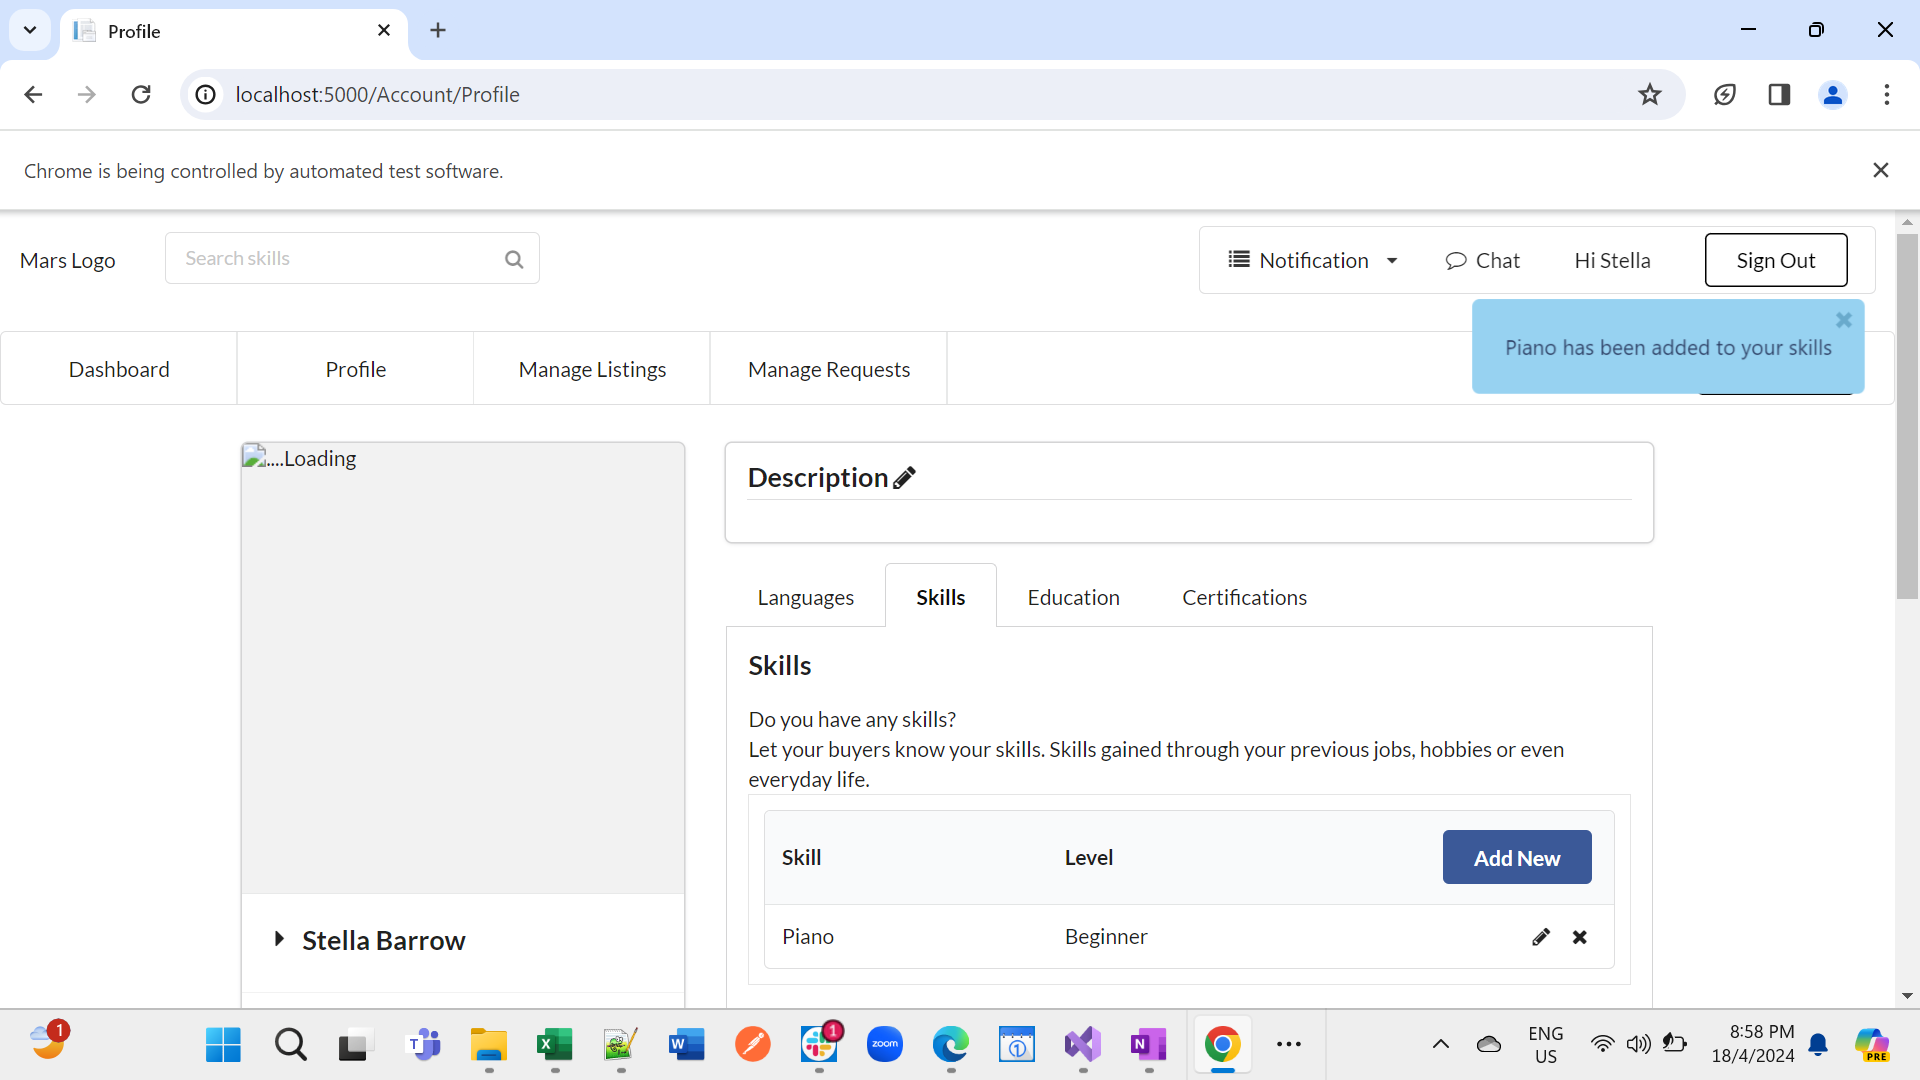 Profile
localhost:5000/Account/Profile
Chrome is being controlled by automated test software.
Mars Logo
Search skills
Notification
Chat
Hi Stella
Sign Out
Piano has been added to your skills
Dashboard
Profile
Manage Listings
Manage Requests
....Loading
Description
Languages
Skills
Education
Certifications
Skills
Do you have any skills?
Let your buyers know your skills. Skills gained through your previous jobs, hobbies or even
everyday life.
Skill
Level
Add New
Piano
Beginner
Stella Barrow
1
T
X
W
1
zoom
1
N
ENG
US
8:58 PM
18/4/2024
PRE